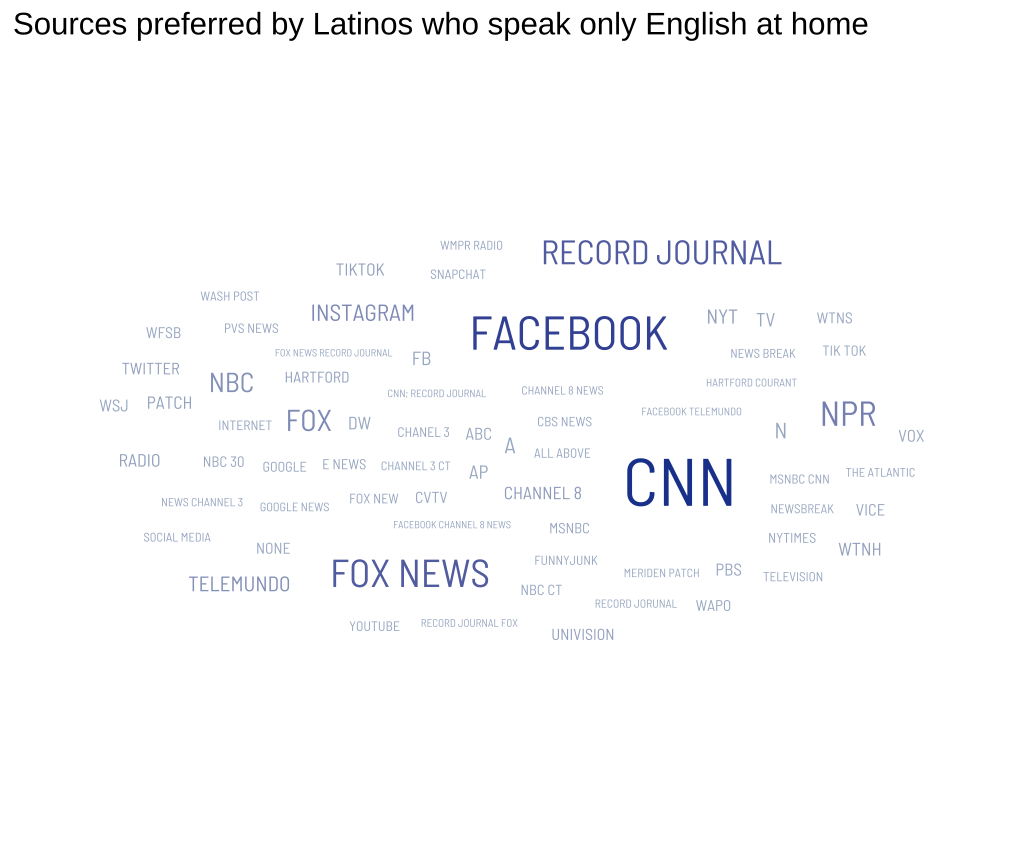 Sources preferred by Latinos who speak only English at home
WMPR RADIO
RECORD JOURNAL
TIKTOK
SNAPCHAT
WASH POST
INSTAGRAM
FACEBOOK
NYT
TV
WTNS
WFSB
PVS NEWS
FOX NEWS RECORD JOURNAL
FB
NEWS BREAK
TIK TOK
TWITTER
NBC
HARTFORD
CNN; RECORD JOURNAL
CHANNEL 8 NEWS
HARTFORD COURANT
WSJ
PATCH
INTERNET
FOX
DW
CHANEL 3
ABC
A
CBS NEWS
FACEBOOK TELEMUNDO
N
NPR
VOX
RADIO
NBC 30
GOOGLE
E NEWS
CHANNEL 3 CT
AP
ALL ABOVE
CNN
MSNBC CNN
THE ATLANTIC
NEWS CHANNEL 3
GOOGLE NEWS
FOX NEW
CVTV
CHANNEL 8
NEWSBREAK
VICE
SOCIAL MEDIA
NONE
FACEBOOK CHANNEL 8 NEWS
MSNBC
NYTIMES
WTNH
TELEMUNDO
FOX NEWS
FUNNYJUNK
NBC CT
MERIDEN PATCH
PBS
TELEVISION
RECORD JORUNAL
WAPO
YOUTUBE
RECORD JOURNAL FOX
UNIVISION